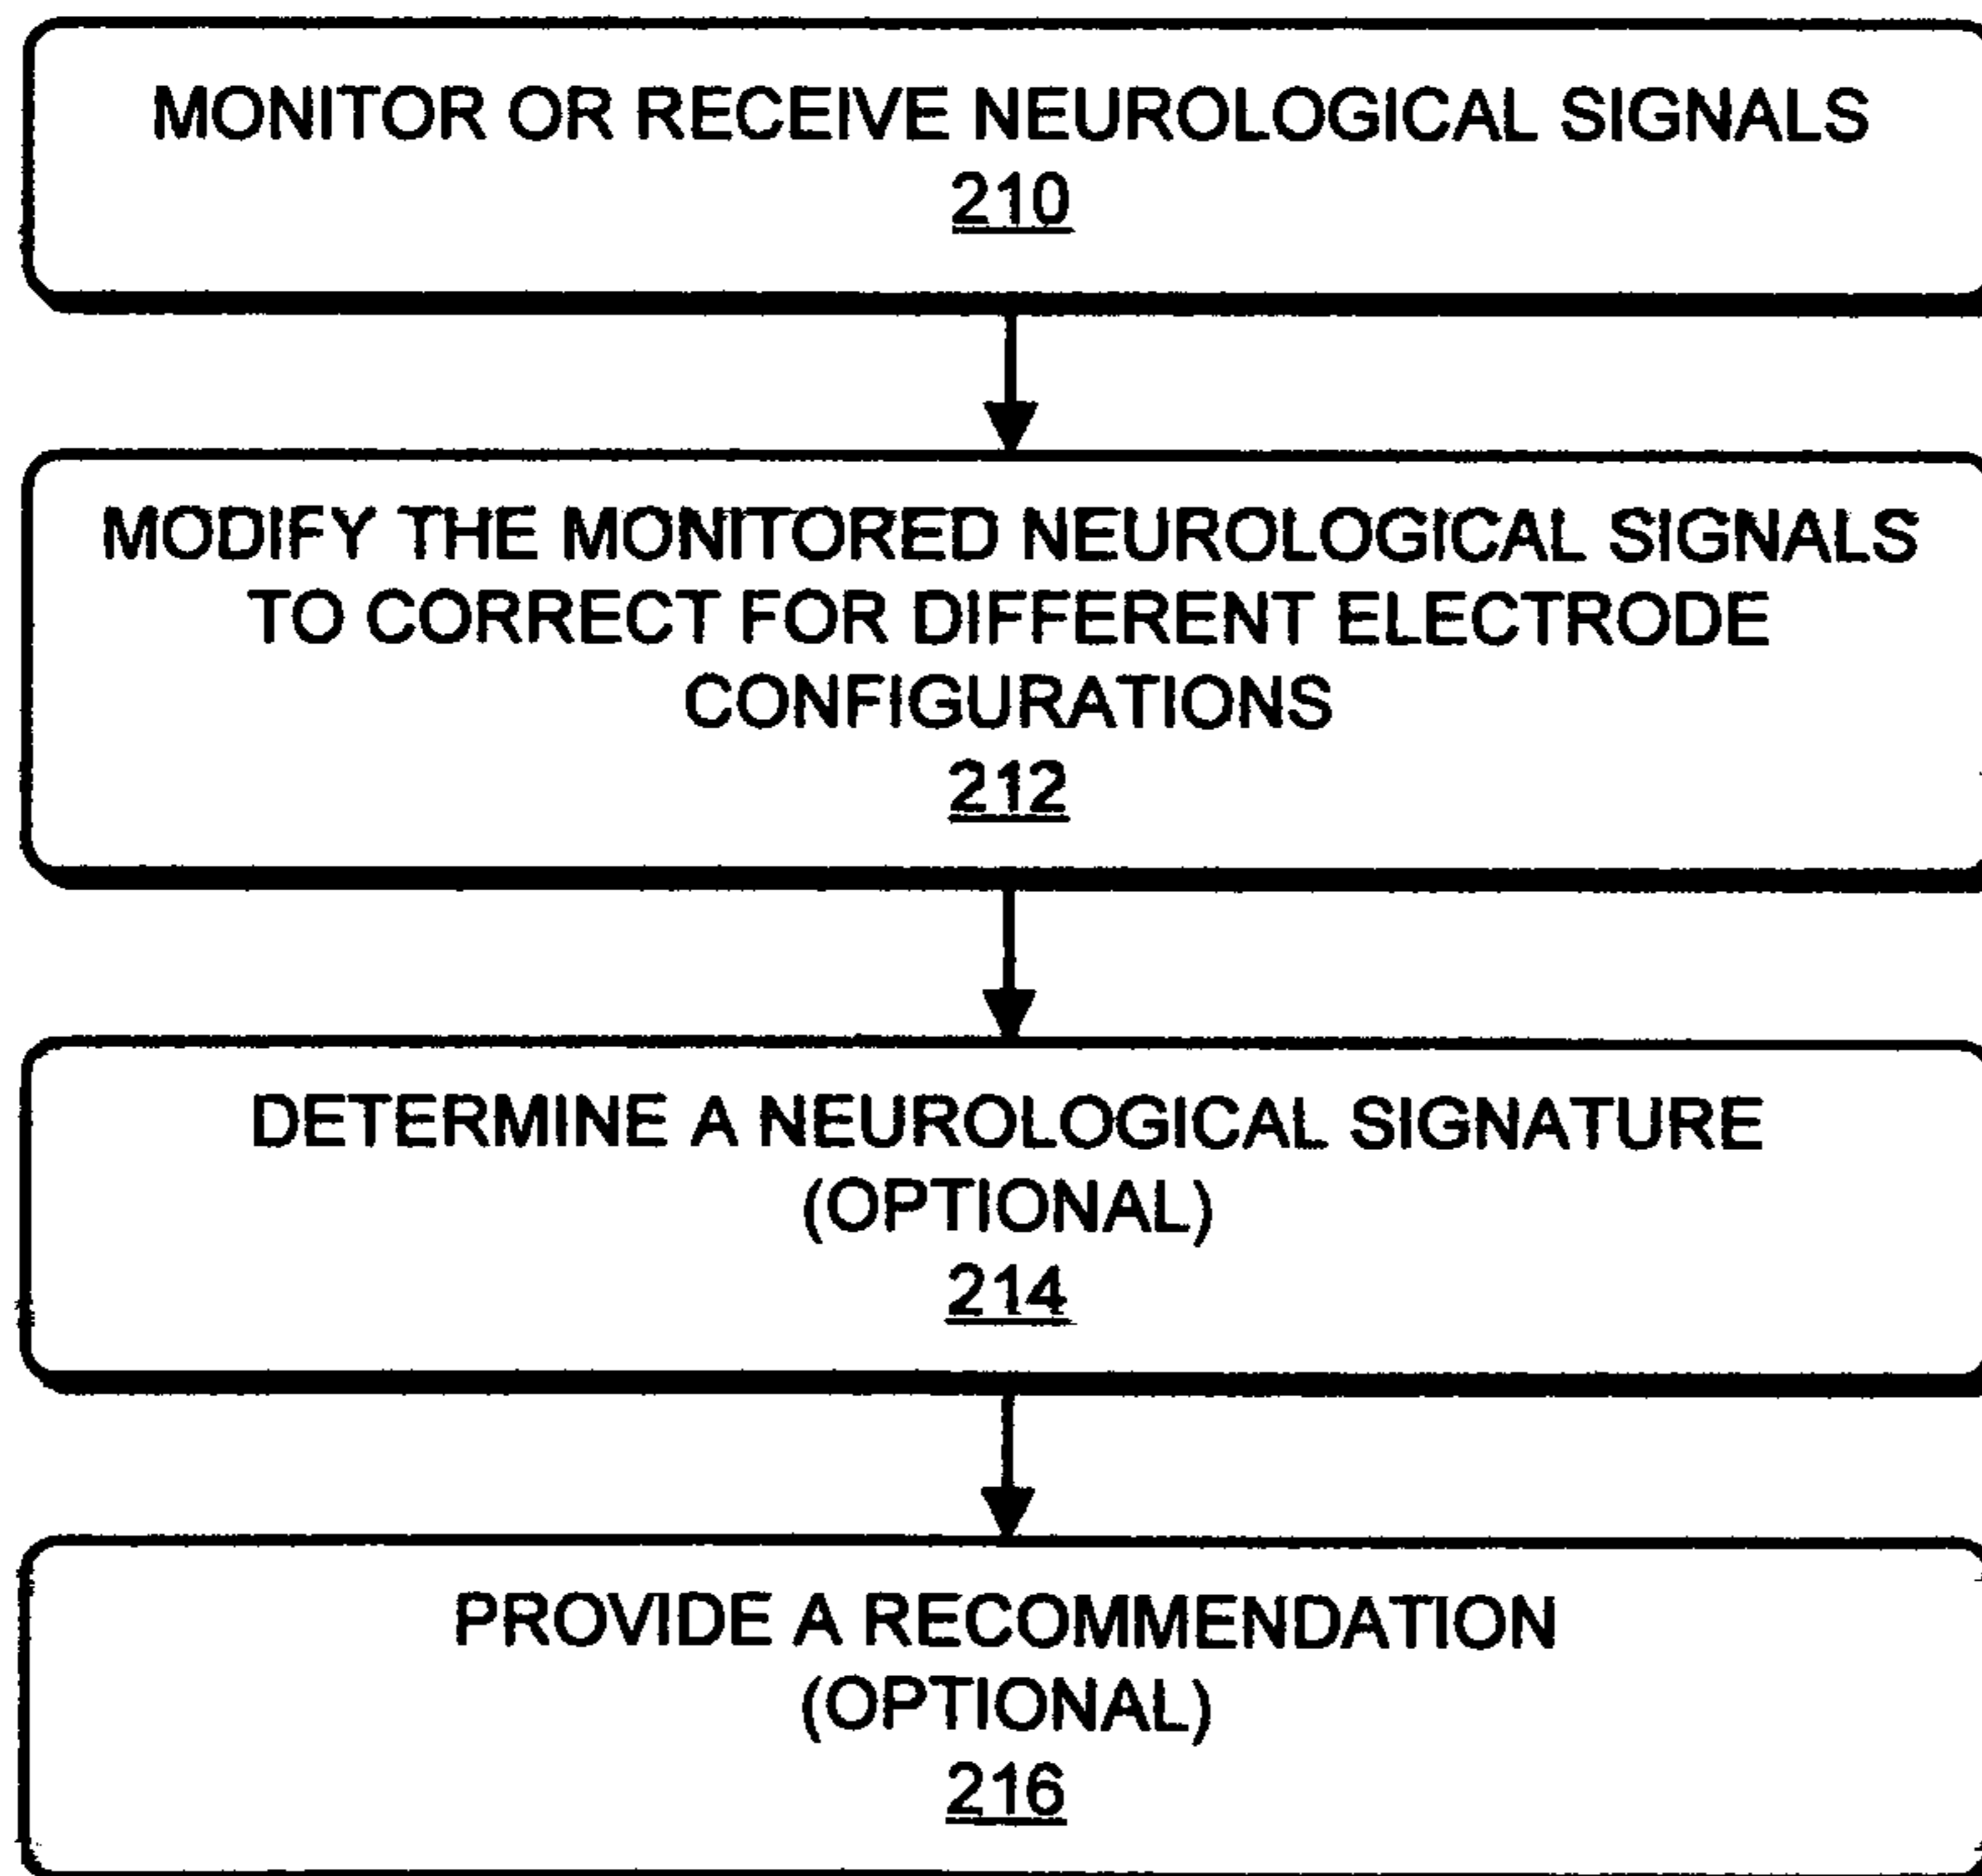 MONITOR OR RECEIVE NEUROLOGICAL SIGNALS
210
MODIFY THE MONITORED NEUROLOGICAL SIGNALS
TO CORRECT FOR DIFFERENT ELECTRODE
CONFIGURATIONS
212
DETERMINE A NEUROLOGICAL SIGNATURE
(OPTIONAL)
214
PROVIDE A RECOMMENDATION
(OPTIONAL)
216